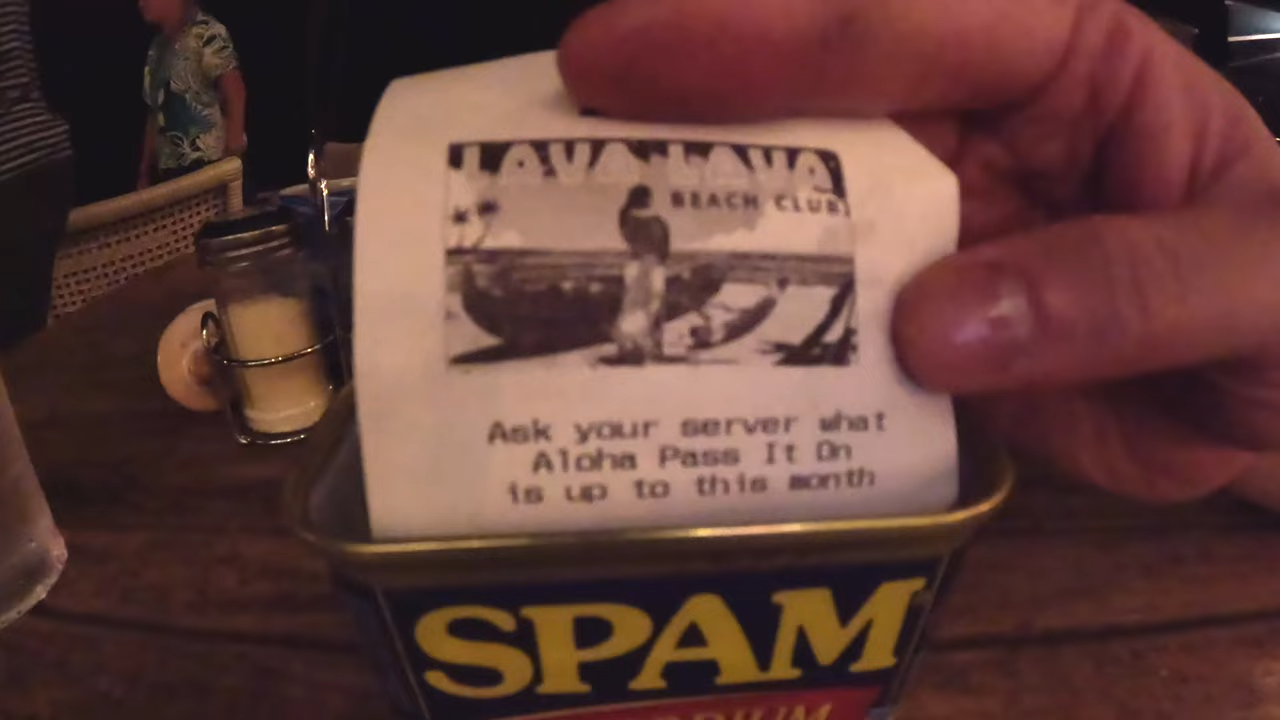 LAVA LAVA
BEACH CLUB
Ask your server what
Aloha Pass It On
is up to this month
SPAM